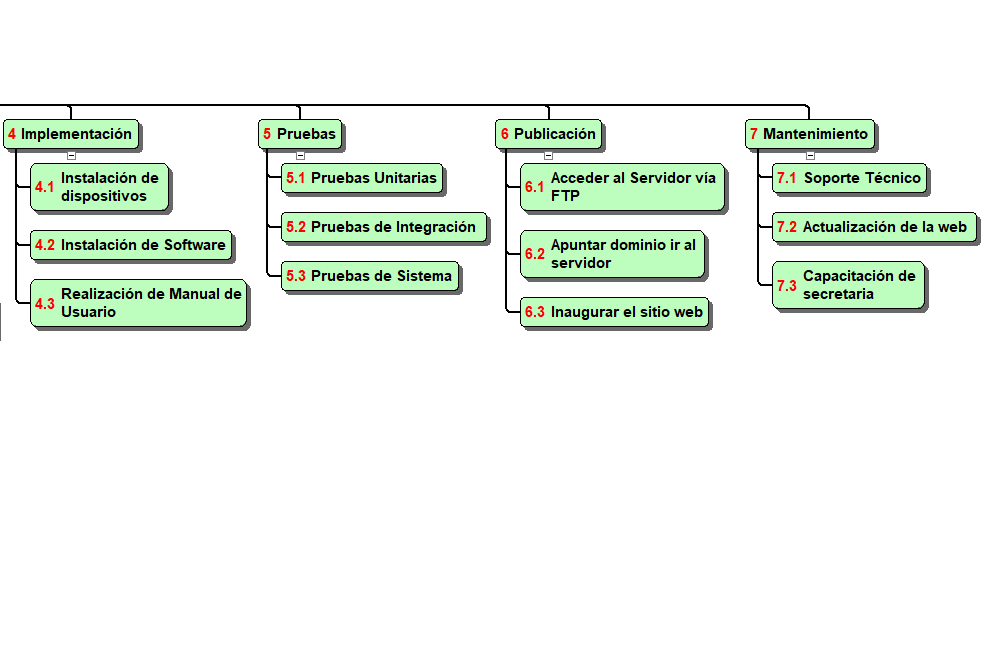 4 Implementación
4.1 Instalación de
dispositivos
4.2 Instalación de Software
4.3 Realización de Manual de
Usuario
5 Pruebas
5.1 Pruebas Unitarias
5.2 Pruebas de Integración
5.3 Pruebas de Sistema
6 Publicación
6.1 Acceder al Servidor vía
FTP
6.2 Apuntar dominio ir al
servidor
6.3 Inaugurar el sitio web
7 Mantenimiento
7.1 Soporte Técnico
7.2 Actualización de la web
7.3 Capacitación de
secretaria